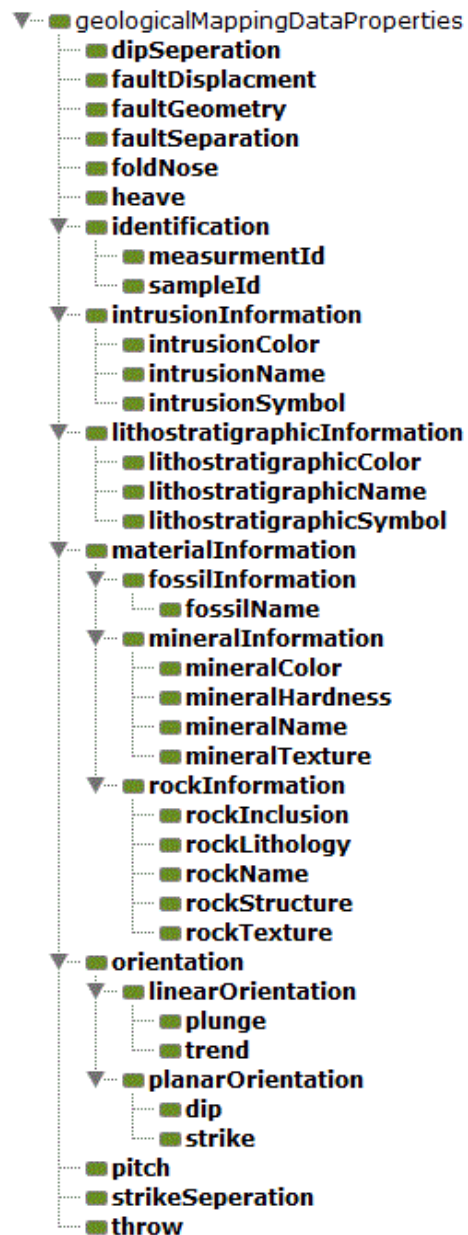 geologicalMappingDataProperties
dipSeperation
faultDisplacment
faultGeometry
faultSeparation
foldNose
heave
identification
measurmentId
sampleId
intrusionInformation
intrusionColor
intrusionName
intrusionSymbol
lithostratigraphicInformation
lithostratigraphicColor
lithostratigraphicName
lithostratigraphicSymbol
materialInformation
fossilInformation
fossilName
mineralInformation
mineralColor
mineralHardness
mineralName
mineralTexture
rockInformation
rockInclusion
rockLithology
rockName
rockStructure
rockTexture
orientation
linearOrientation
plunge
trend
planarOrientation
dip
strike
pitch
strikeSeperation
throw